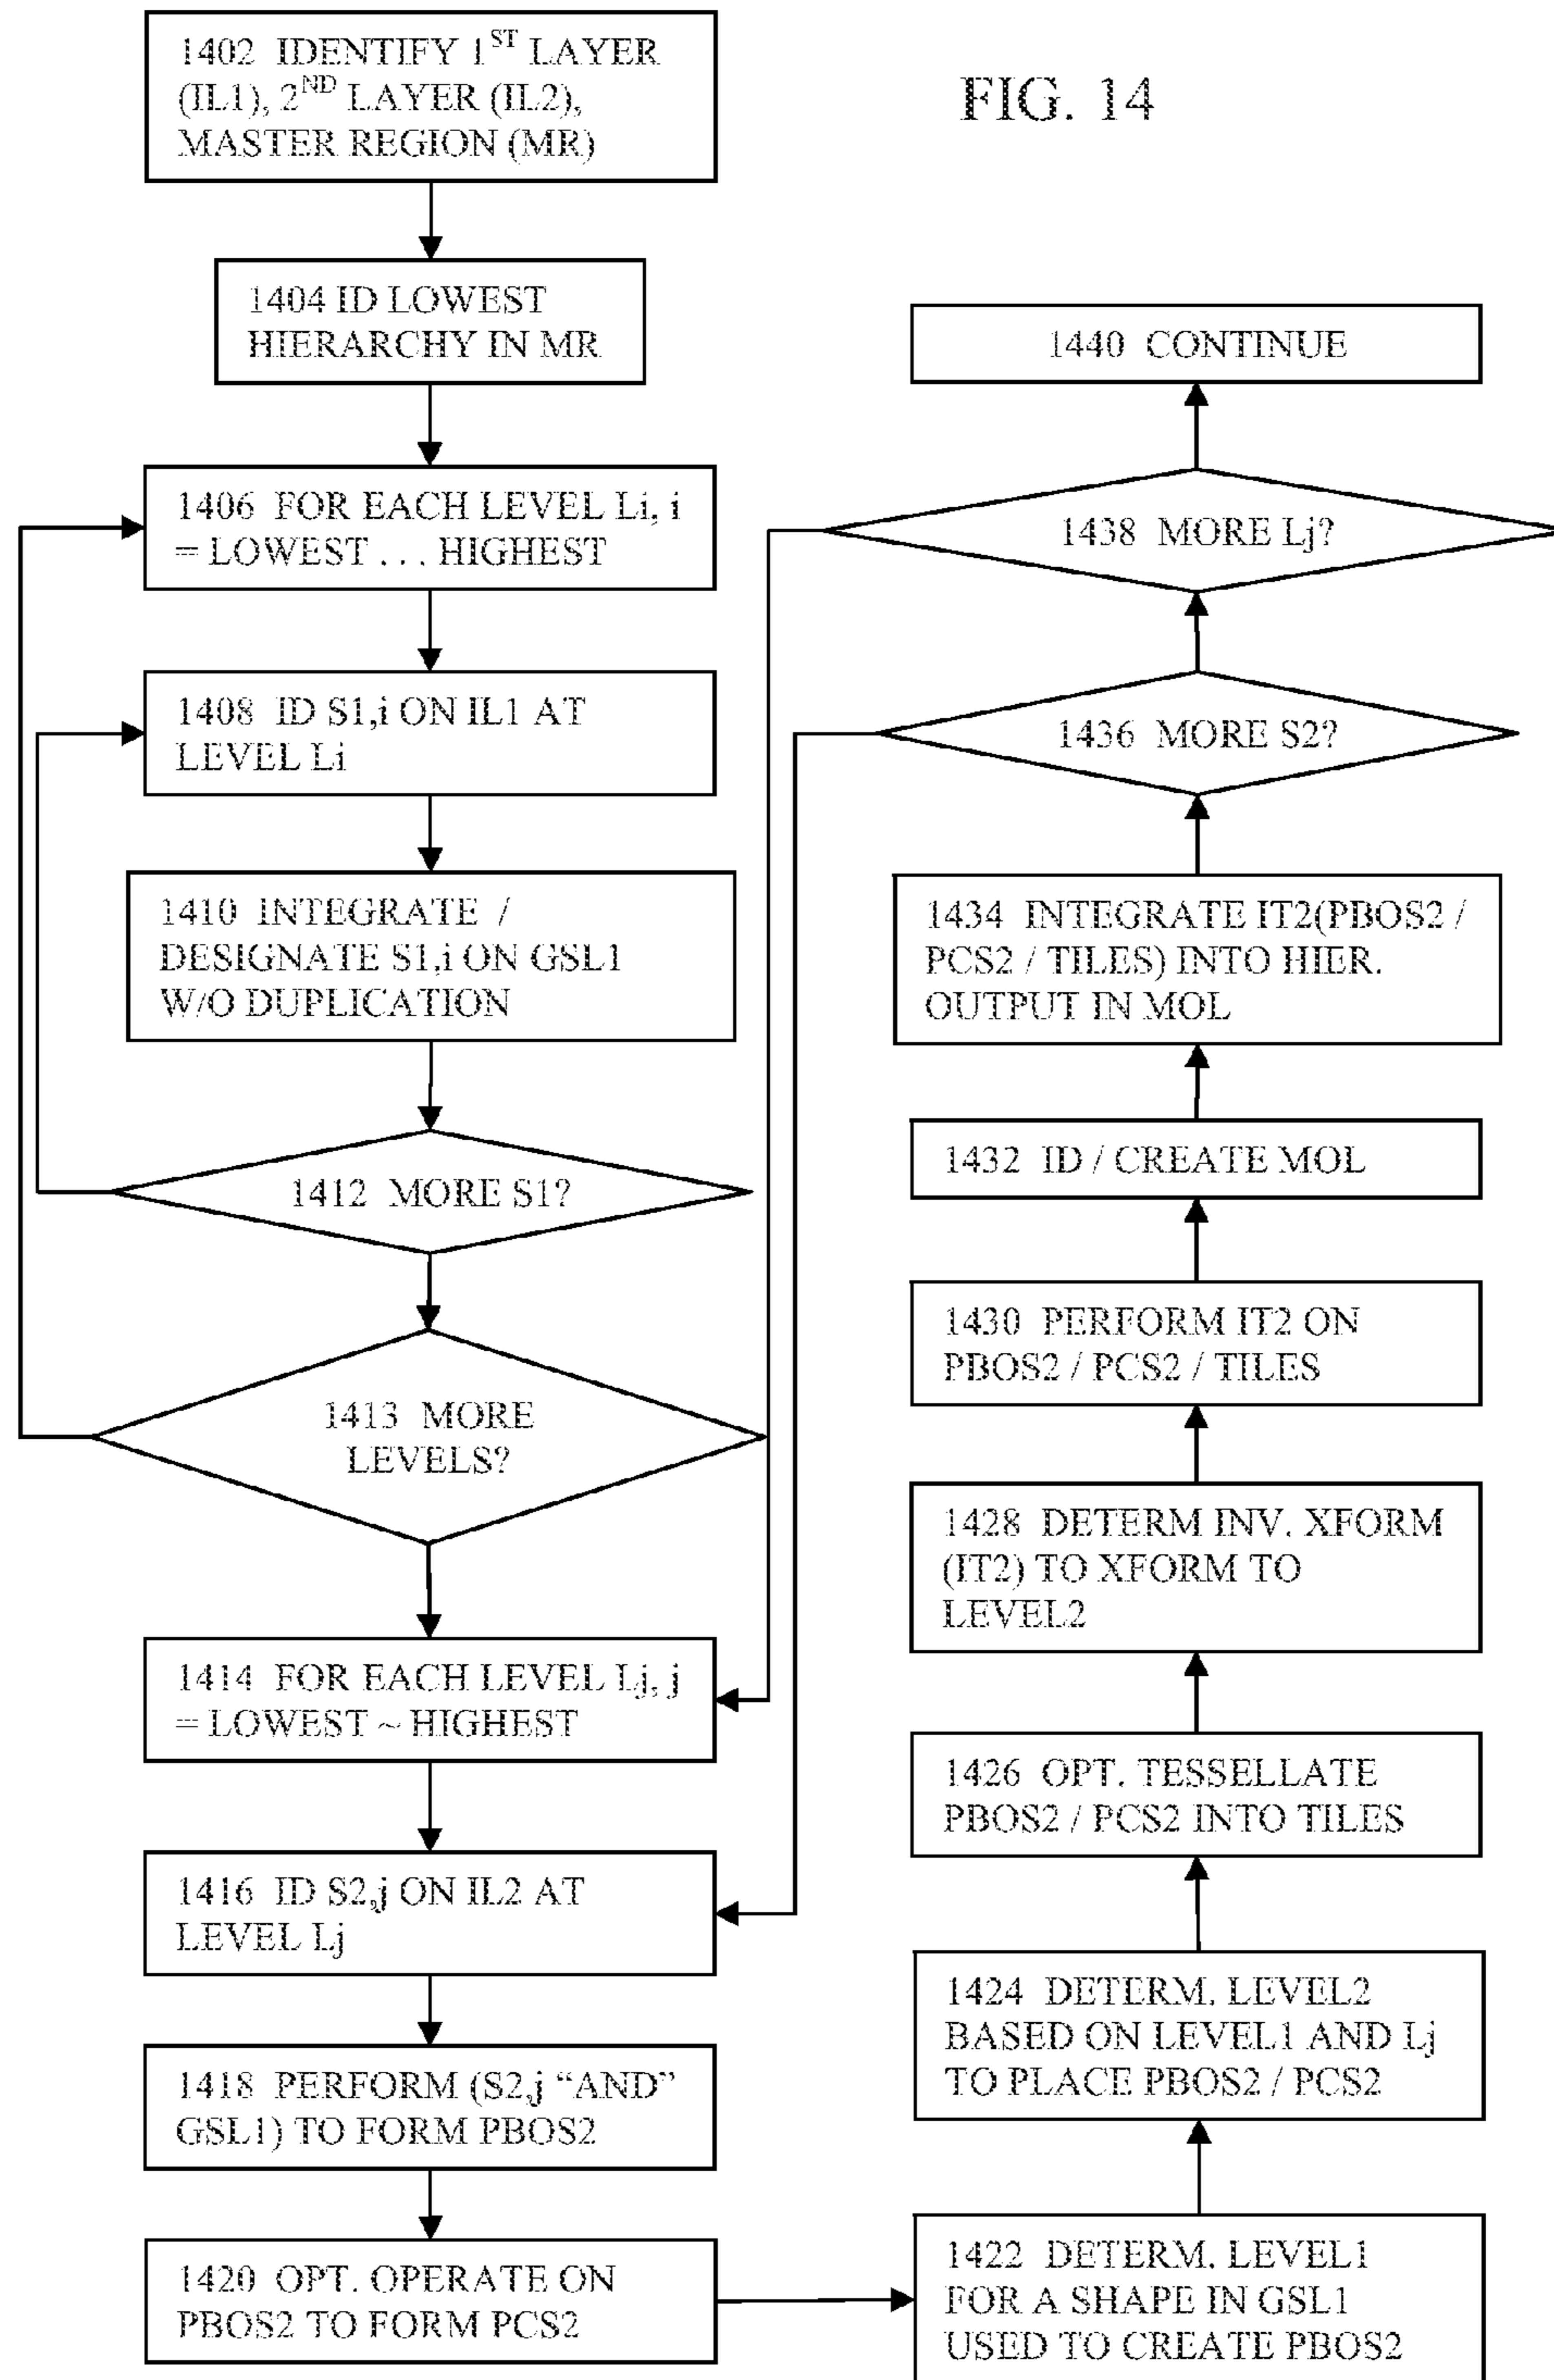 FIG. 14
1402 IDENTIFY 1ST LAYER
(IL1), 2ND LAYER (IL2),
MASTER REGION (MR)
1404 ID LOWEST
HIERARCHY IN MR
1406 FOR EACH LEVEL Li, i
= LOWEST . . . HIGHEST
1408 ID S1,i ON IL1 AT
LEVEL Li
1410 INTEGRATE /
DESIGNATE S1,i ON GSL1
W/O DUPLICATION
1412 MORE S1?
1413 MORE
LEVELS?
1414 FOR EACH LEVEL Lj, j
= LOWEST ~ HIGHEST
1416 ID S2,j ON IL2 AT
LEVEL Lj
1418 PERFORM (S2,j “AND”
GSL1) TO FORM PBOS2
1420 OPT. OPERATE ON
PBOS2 TO FORM PCS2
1422 DETERM. LEVEL1
FOR A SHAPE IN GSL1
USED TO CREATE PBOS2
1424 DETERM. LEVEL2
BASED ON LEVEL1 AND Lj
TO PLACE PBOS2 / PCS2
1426 OPT. TESSELLATE
PBOS2 / PCS2 INTO TILES
1428 DETERM INV. XFORM
(IT2) TO XFORM TO
LEVEL2
1430 PERFORM IT2 ON
PBOS2 / PCS2 / TILES
1432 ID / CREATE MOL
1434 INTEGRATE IT2(PBOS2 /
PCS2 / TILES) INTO HIER.
OUTPUT IN MOL
1436 MORE S2?
1438 MORE Lj?
1440 CONTINUE